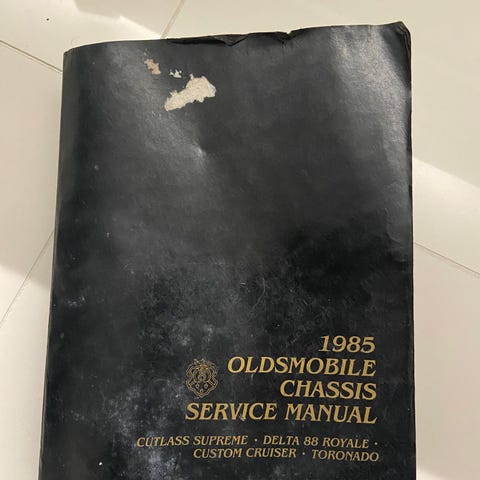 1985
OLDSMOBILE
CHASSIS
SERVICE MANUAL
CUTLASS SUPREME · DELTA 88 ROYALE ·
CUSTOM CRUISER · TORONADO